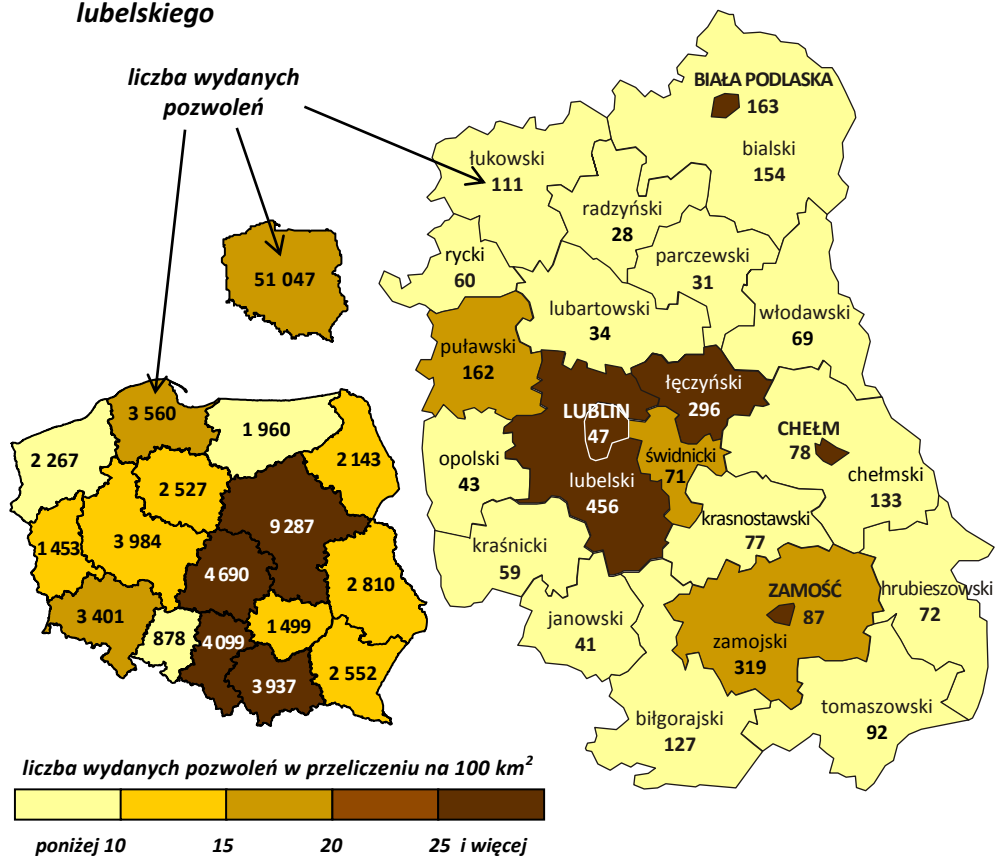 lubelskiego
liczba wydanych
pozwoleń
51 047
3 560
1 960
2 267
2 143
2 527
9 287
1 453
3 984
4 690
2 810
3 401
878
1 499
4 099
3 937
2 552
BIAŁA PODLASKA
163
bialski
154
łukowski
111
radzyński
28
parczewski
31
rycki
60
lubartowski
34
włodawski
69
puławski
162
łęczyński
296
LUBLIN
47
CHEŁM
78
świdnicki
71
opolski
43
lubelski
456
chełmski
133
krasnostawski
77
kraśnicki
59
ZAMOŚĆ
87
hrubieszowski
72
janowski
41
zamojski
319
biłgorajski
127
tomaszowski
92
liczba wydanych pozwoleń w przeliczeniu na 100 km²
poniżej 10 15 20 25 i więcej